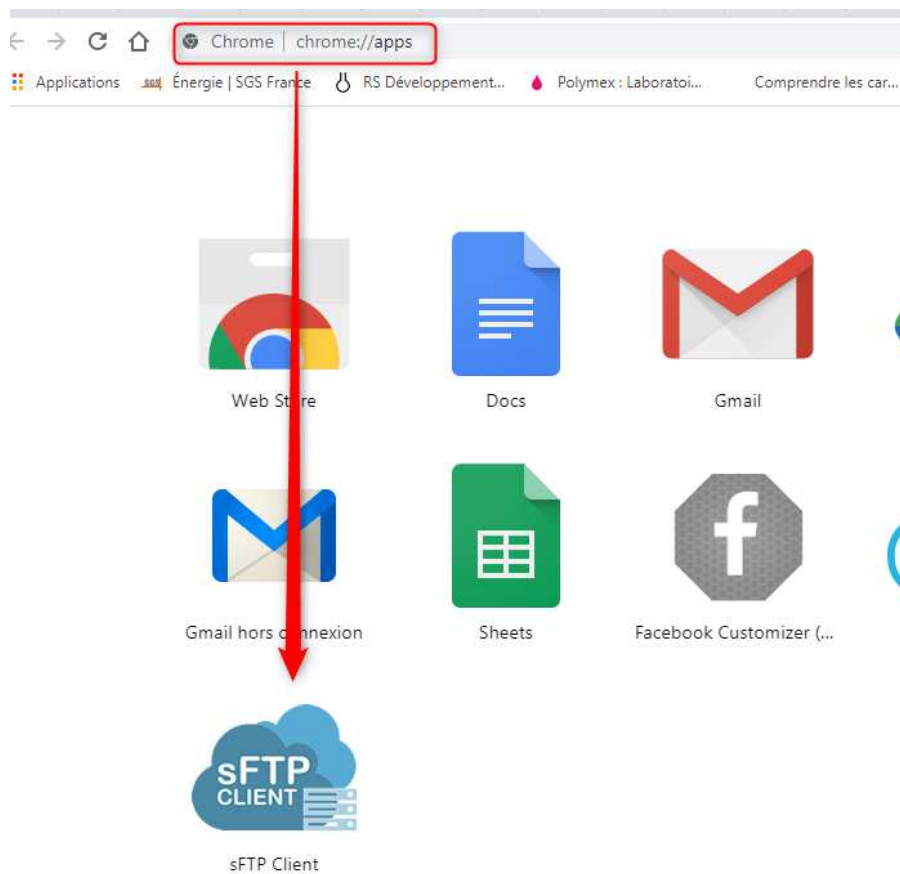 Chrome | chrome://apps
Applications SGS Énergie | SGS France RS Développement... Polymex : Laboratoi... Comprendre les car...
Web Store Docs Gmail
Gmail hors connexion Sheets Facebook Customizer (...
sFTP
CLIENT
sFTP Client